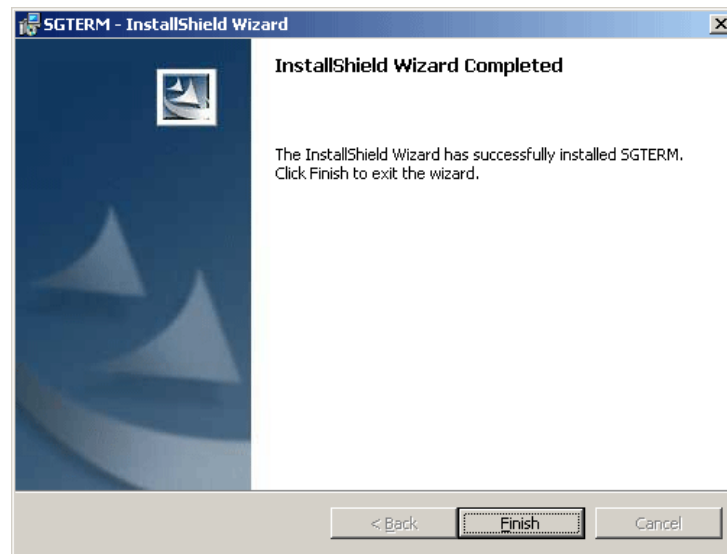 SGTERM - InstallShield Wizard
InstallShield Wizard Completed
The InstallShield Wizard has successfully installed SGTERM.
Click Finish to exit the wizard.
< Back
Finish
Cancel